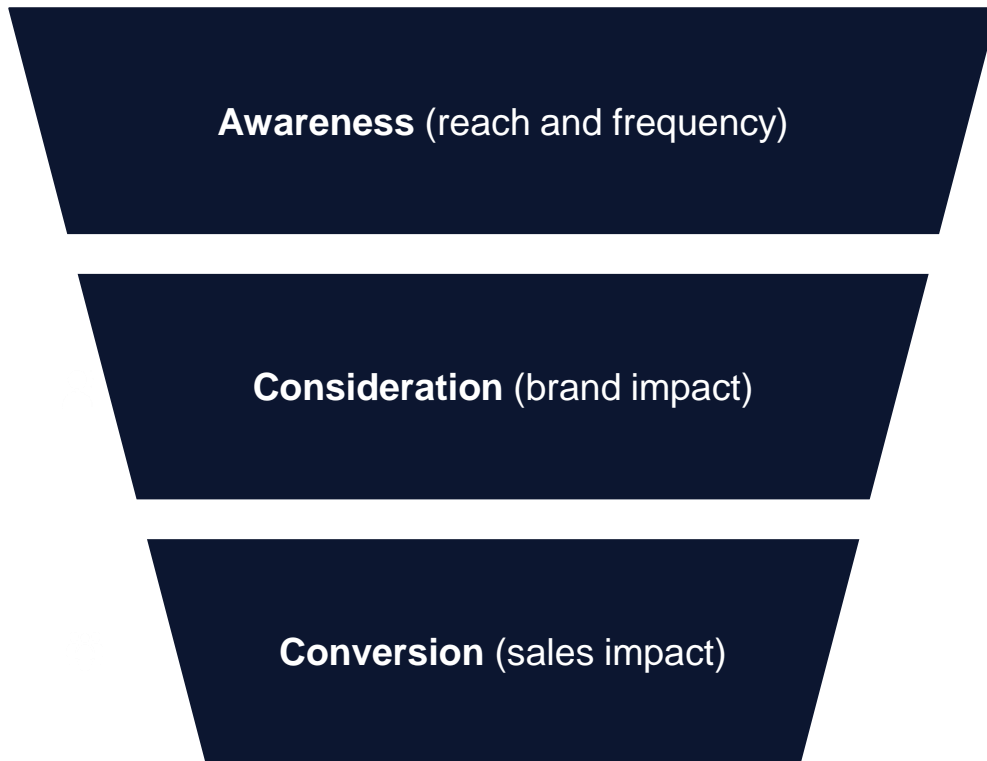 Awareness (reach and frequency)
Consideration (brand impact)
Conversion (sales impact)